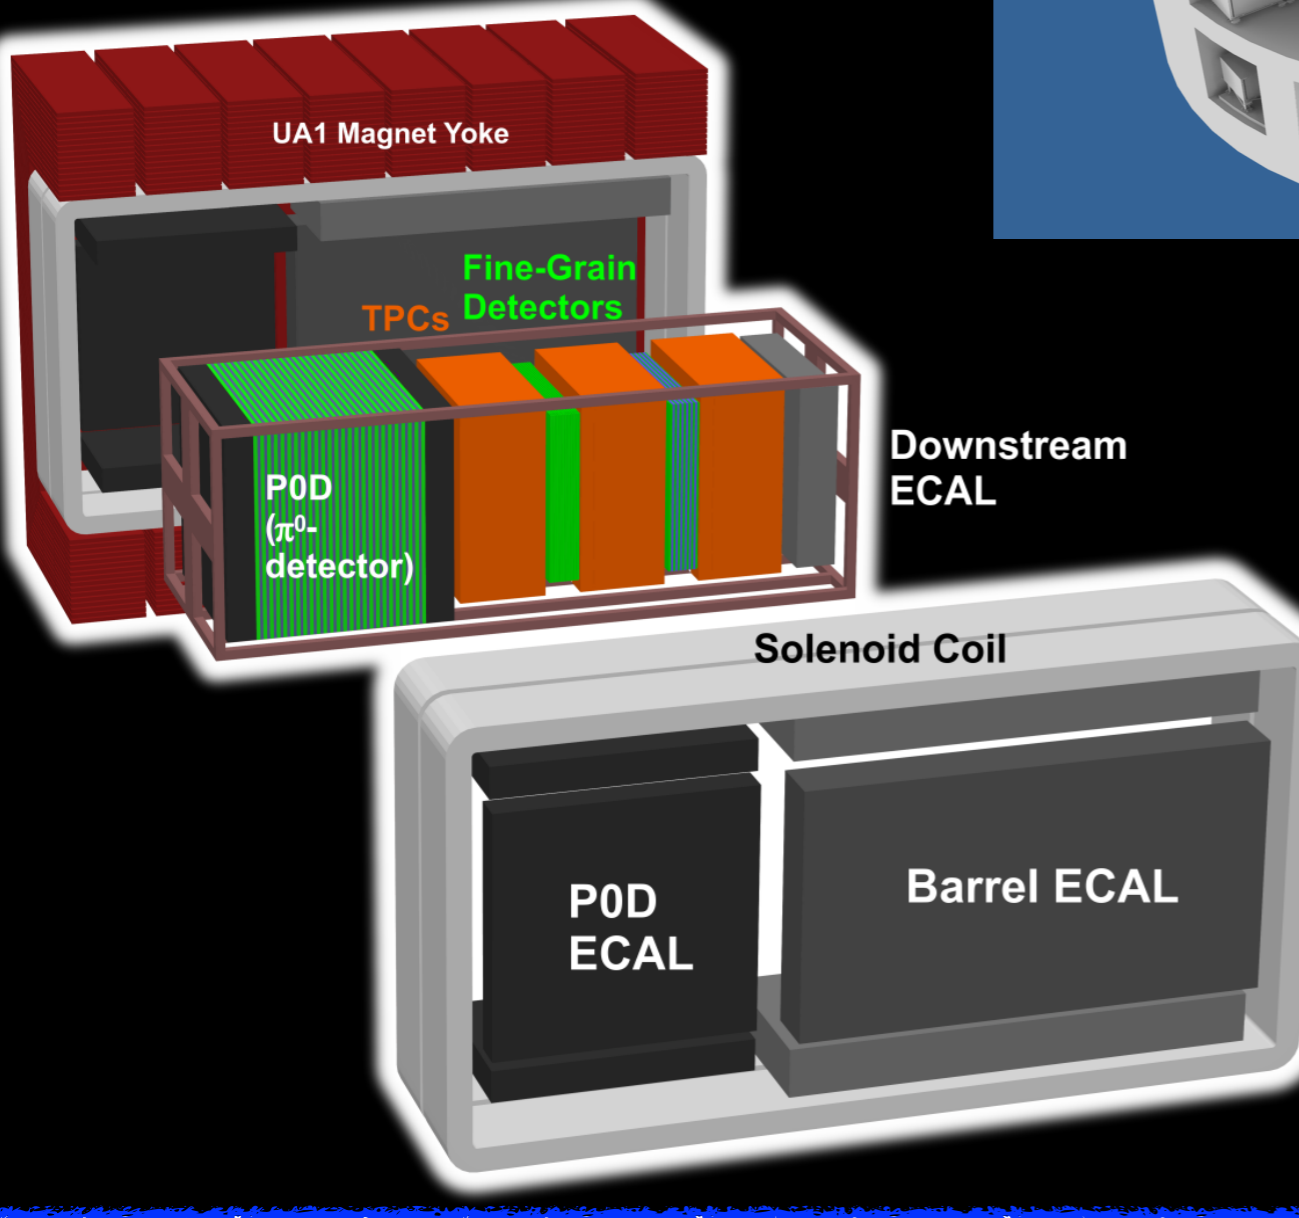 UA1 Magnet Yoke
Fine-Grain
Detectors
TPCs
Downstream
ECAL
P0D
(π⁰-
detector)
Solenoid Coil
P0D
ECAL
Barrel ECAL